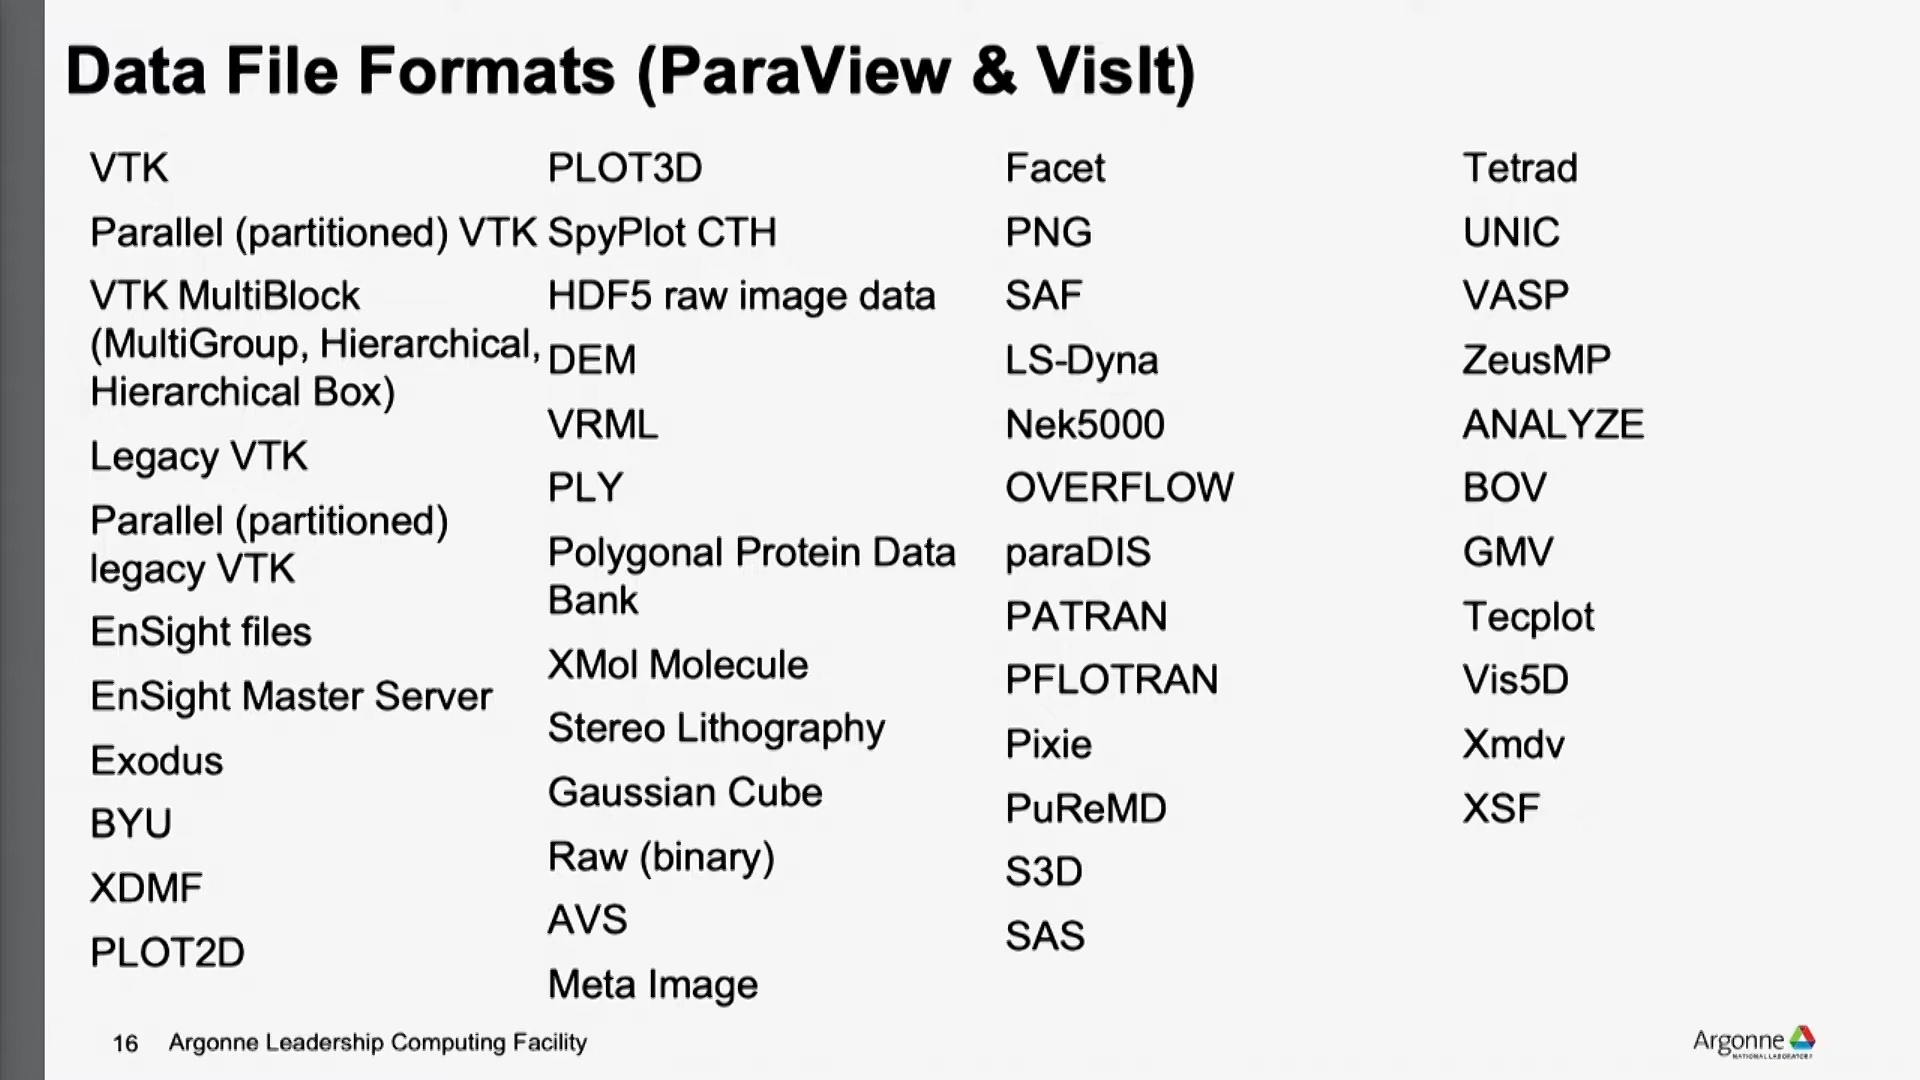 Data File Formats (ParaView & VisIt)
VTK
Parallel (partitioned) VTK
VTK MultiBlock
(MultiGroup, Hierarchical,
Hierarchical Box)
Legacy VTK
Parallel (partitioned)
legacy VTK
EnSight files
EnSight Master Server
Exodus
BYU
XDMF
PLOT2D
PLOT3D
SpyPlot CTH
HDF5 raw image data
DEM
VRML
PLY
Polygonal Protein Data
Bank
XMol Molecule
Stereo Lithography
Gaussian Cube
Raw (binary)
AVS
Meta Image
Facet
PNG
SAF
LS-Dyna
Nek5000
OVERFLOW
paraDIS
PATRAN
PFLOTRAN
Pixie
PuReMD
S3D
SAS
Tetrad
UNIC
VASP
ZeusMP
ANALYZE
BOV
GMV
Tecplot
Vis5D
Xmdv
XSF
16 Argonne Leadership Computing Facility
Argonne
NATIONAL LABORATORY